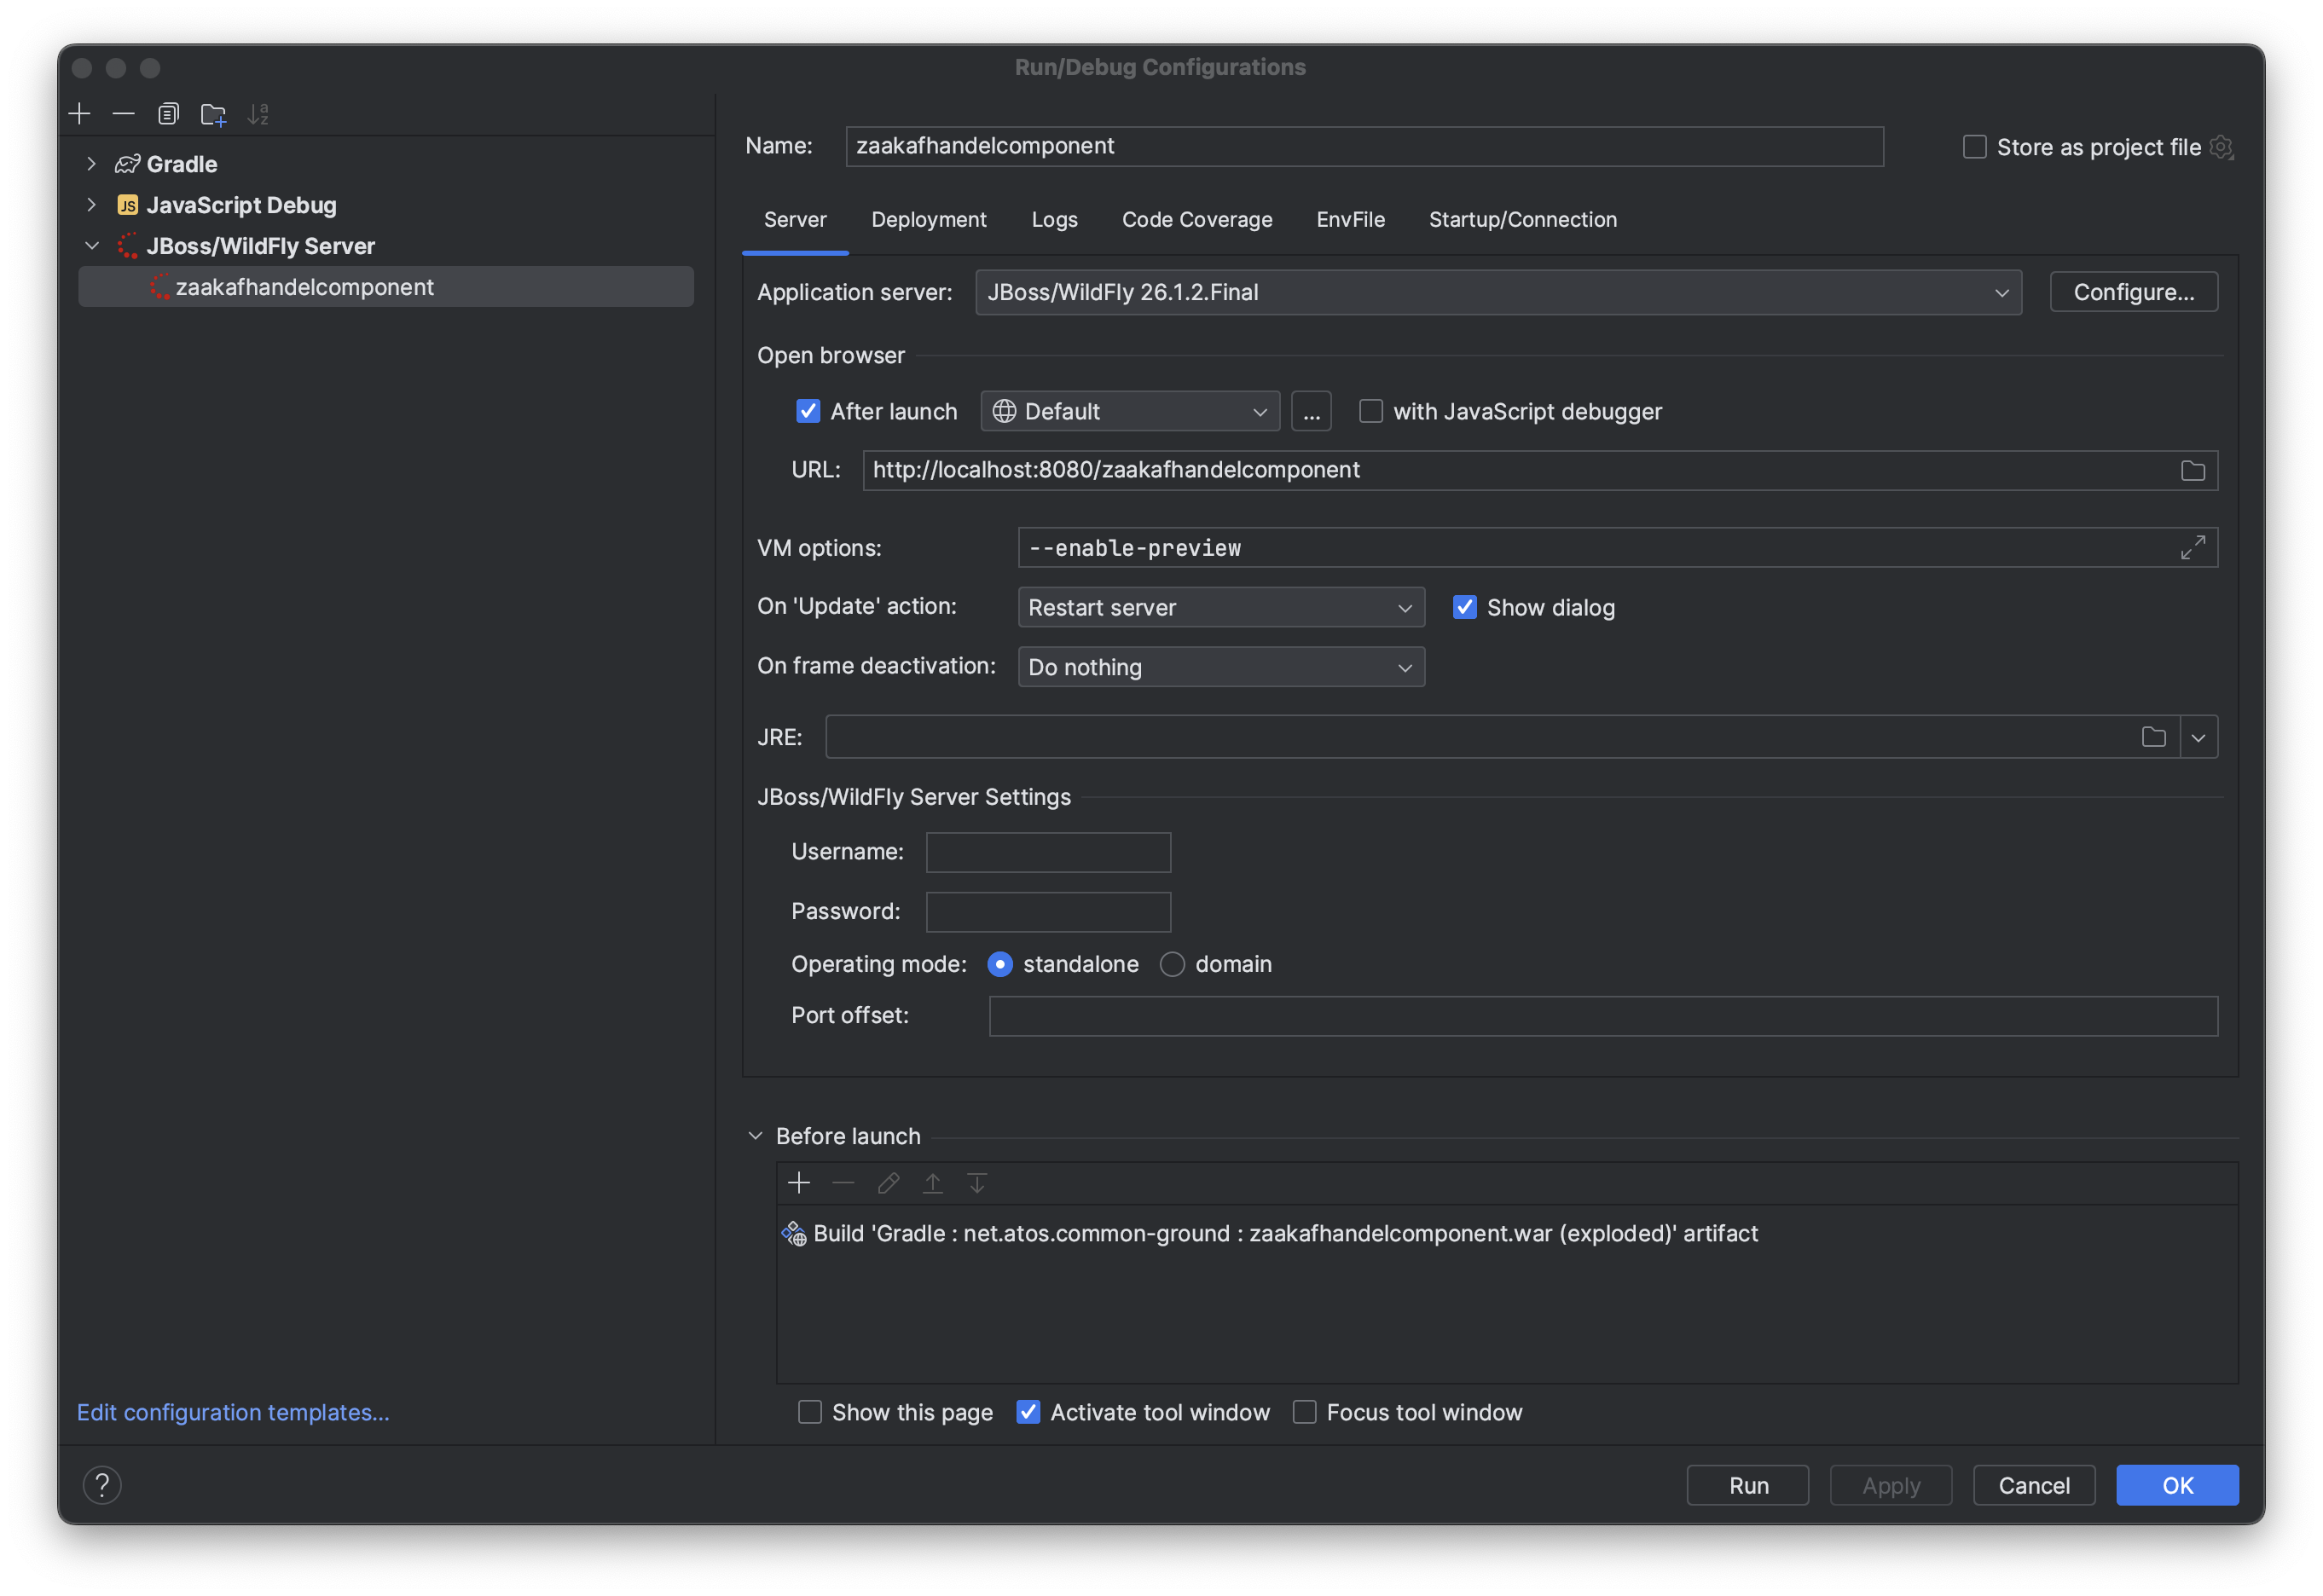 Run/Debug Configurations
Gradle
JS JavaScript Debug
JBoss/WildFly Server
zaakafhandelcomponent
Edit configuration templates...
Name: zaakafhandelcomponent Store as project file
Server Deployment Logs Code Coverage EnvFile Startup/Connection
Application server: JBoss/WildFly 26.1.2.Final Configure...
Open browser
After launch Default ... with JavaScript debugger
URL: http://localhost:8080/zaakafhandelcomponent
VM options: --enable-preview
On 'Update' action: Restart server Show dialog
On frame deactivation: Do nothing
JRE:
JBoss/WildFly Server Settings
Username:
Password:
Operating mode: standalone domain
Port offset:
Before launch
Build 'Gradle : net.atos.common-ground : zaakafhandelcomponent.war (exploded)' artifact
Show this page Activate tool window Focus tool window
? Run Apply Cancel OK